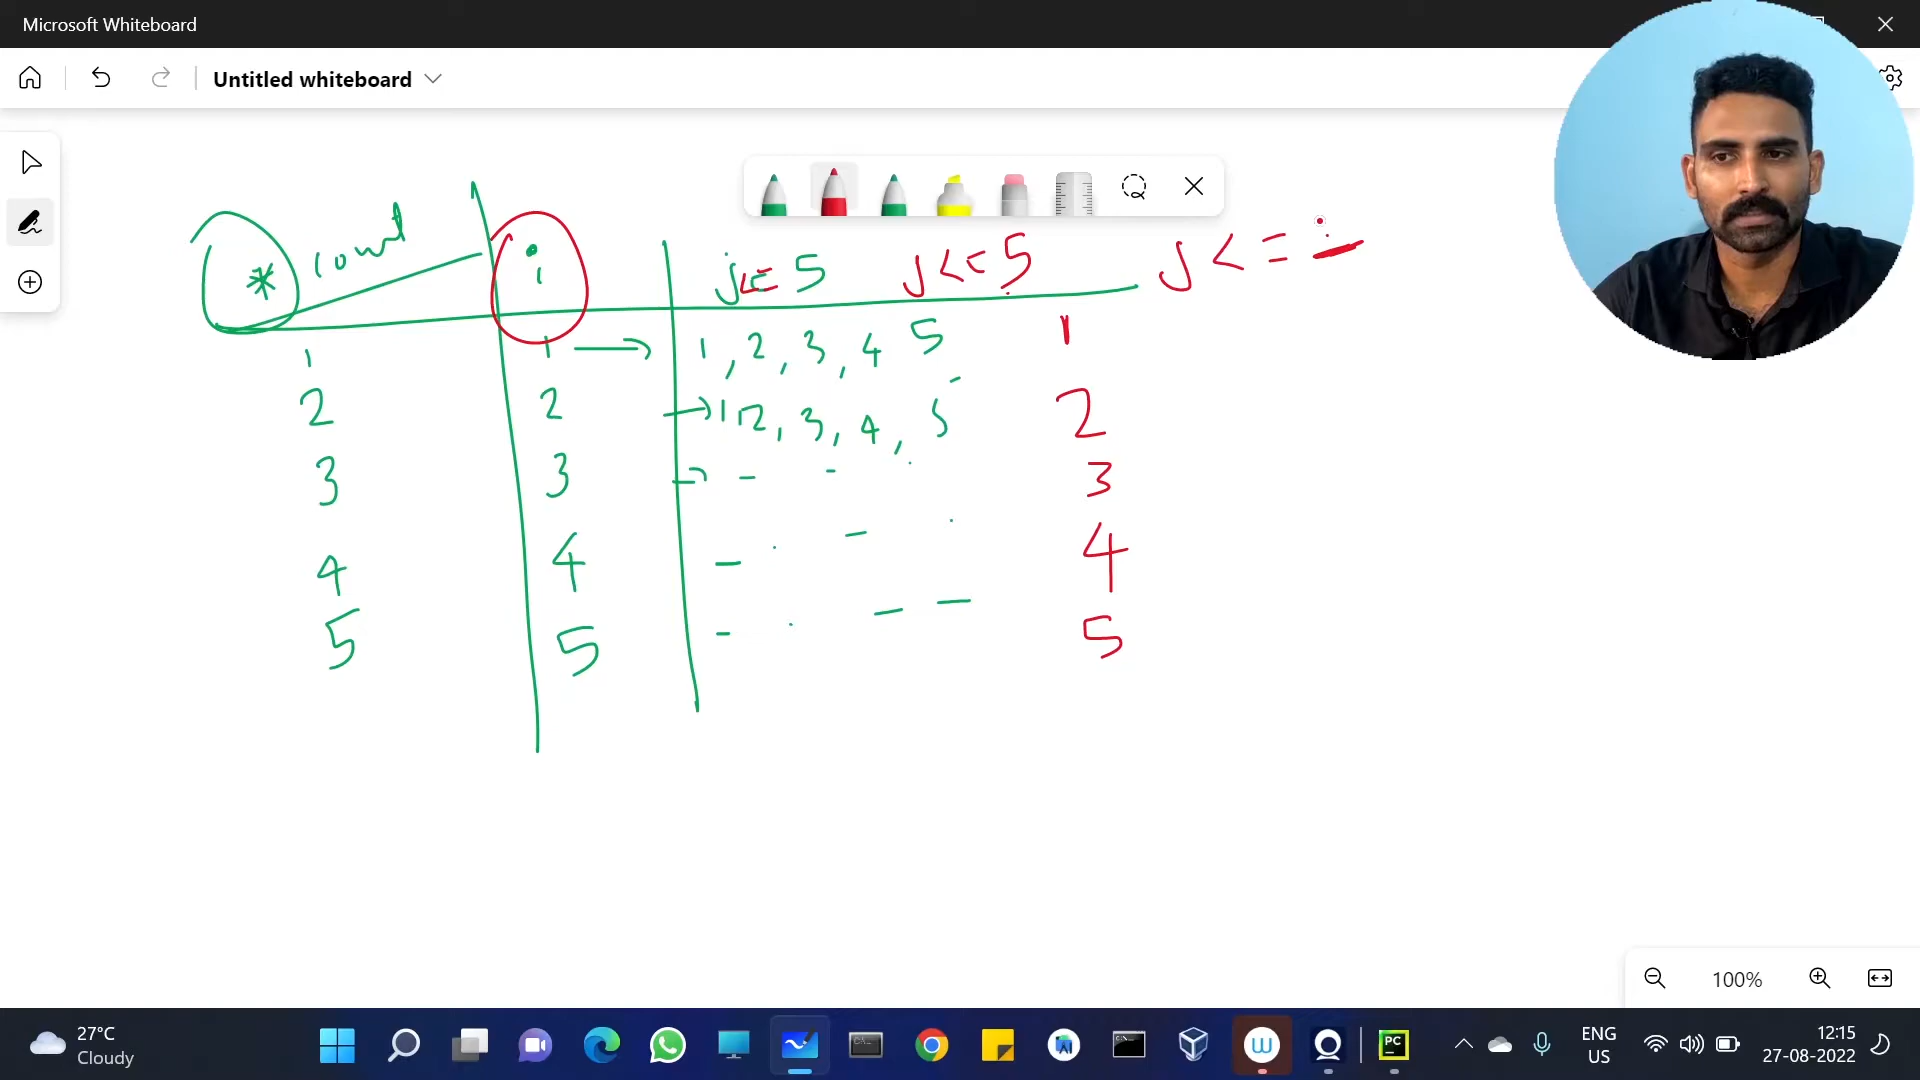 Microsoft Whiteboard
Untitled whiteboard
* count i j<=5 j<=5 j<=
1 1 1, 2, 3, 4 5 1
2 2 1 2, 3, 4, 5 2
3 3 - - 3
4 4 - - 4
5 5 - - - 5
100%
27°C
Cloudy
PC
ENG
US
12:15
27-08-2022